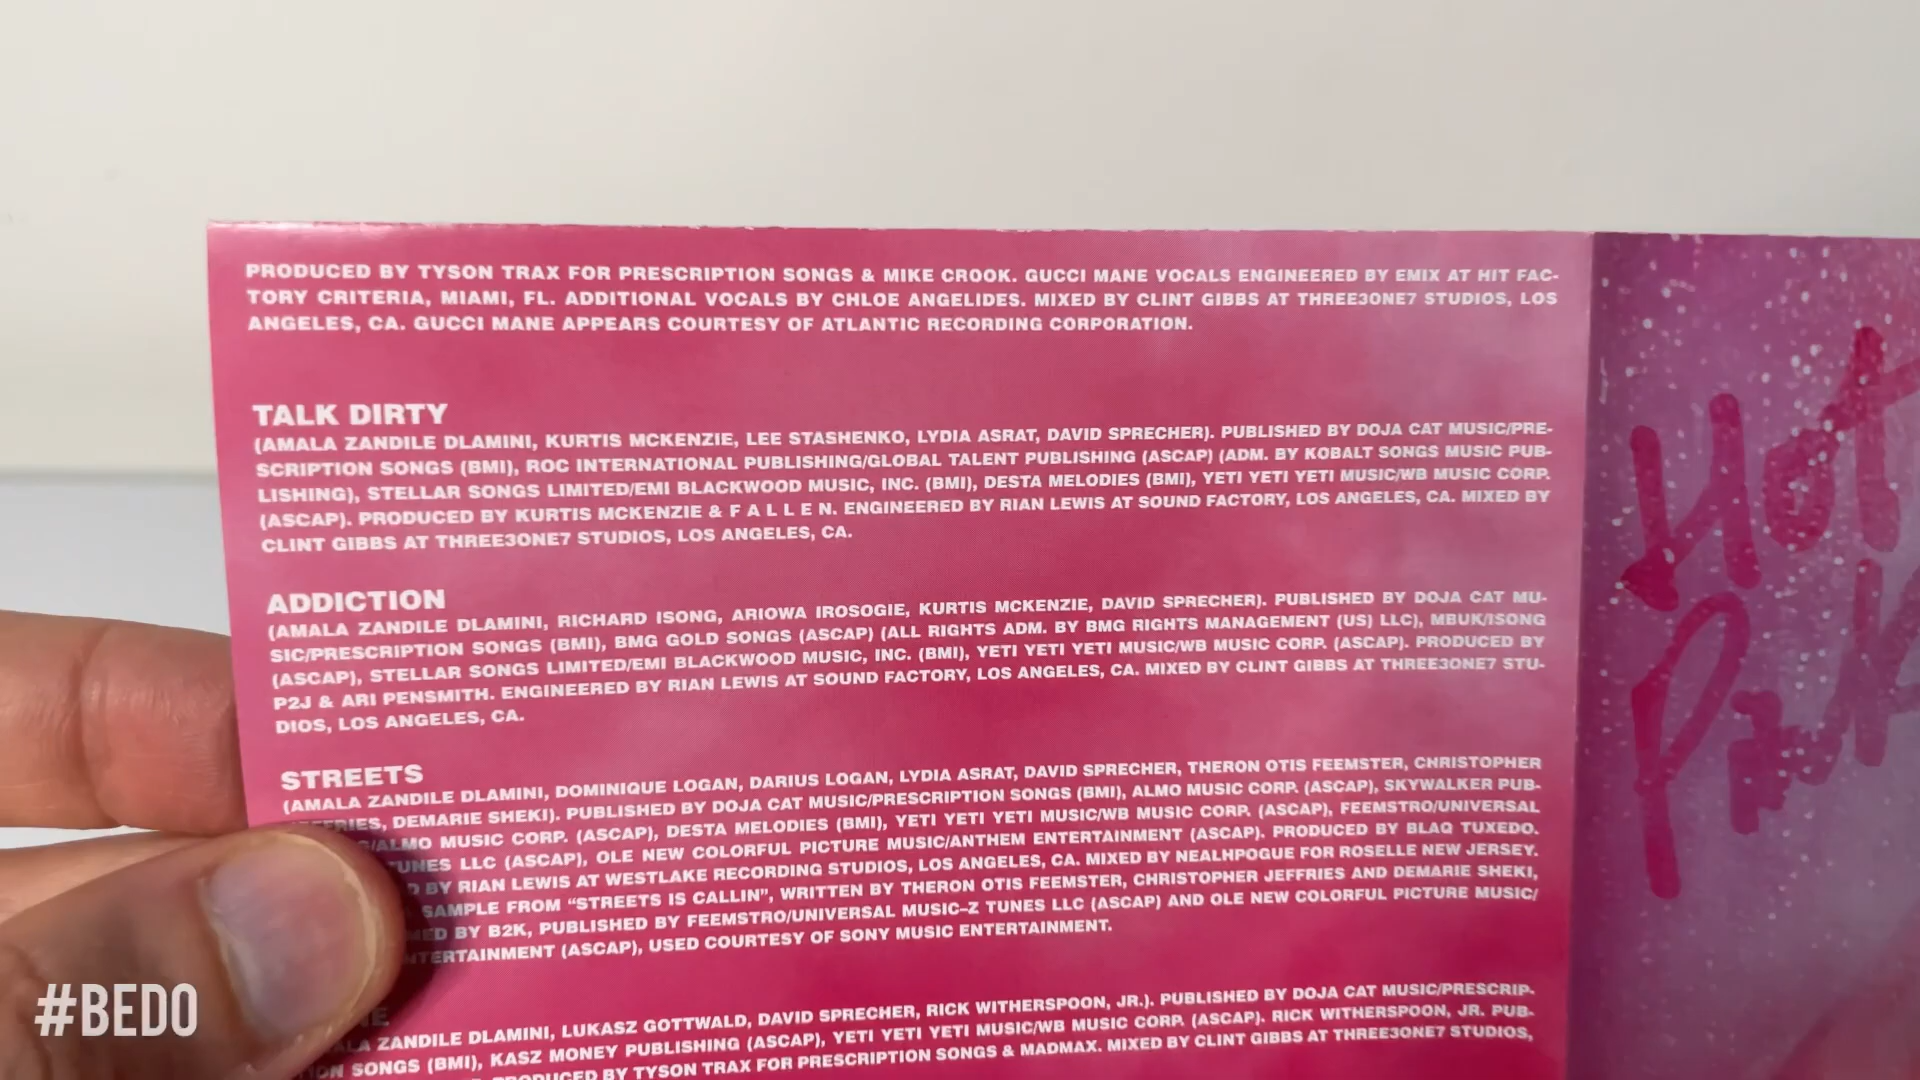 PRODUCED BY TYSON TRAX FOR PRESCRIPTION SONGS & MIKE CROOK. GUCCI MANE VOCALS ENGINEERED BY EMIX AT HIT FAC-
TORY CRITERIA, MIAMI, FL. ADDITIONAL VOCALS BY CHLOE ANGELIDES. MIXED BY CLINT GIBBS AT THREE3ONE7 STUDIOS, LOS
ANGELES, CA. GUCCI MANE APPEARS COURTESY OF ATLANTIC RECORDING CORPORATION.
TALK DIRTY
(AMALA ZANDILE DLAMINI, KURTIS MCKENZIE, LEE STASHENKO, LYDIA ASRAT, DAVID SPRECHER). PUBLISHED BY DOJA CAT MUSIC/PRE-
SCRIPTION SONGS (BMI), ROC INTERNATIONAL PUBLISHING/GLOBAL TALENT PUBLISHING (ASCAP) (ADM. BY KOBALT SONGS MUSIC PUB-
LISHING), STELLAR SONGS LIMITED/EMI BLACKWOOD MUSIC, INC. (BMI), DESTA MELODIES (BMI), YETI YETI YETI MUSIC/WB MUSIC CORP.
(ASCAP). PRODUCED BY KURTIS MCKENZIE & F A L L E N. ENGINEERED BY RIAN LEWIS AT SOUND FACTORY, LOS ANGELES, CA. MIXED BY
CLINT GIBBS AT THREE3ONE7 STUDIOS, LOS ANGELES, CA.
ADDICTION
(AMALA ZANDILE DLAMINI, RICHARD ISONG, ARIOWA IROSOGIE, KURTIS MCKENZIE, DAVID SPRECHER). PUBLISHED BY DOJA CAT MU-
SIC/PRESCRIPTION SONGS (BMI), BMG GOLD SONGS (ASCAP) (ALL RIGHTS ADM. BY BMG RIGHTS MANAGEMENT (US) LLC), MBUK/ISONG
(ASCAP), STELLAR SONGS LIMITED/EMI BLACKWOOD MUSIC, INC. (BMI), YETI YETI YETI MUSIC/WB MUSIC CORP. (ASCAP). PRODUCED BY
P2J & ARI PENSMITH. ENGINEERED BY RIAN LEWIS AT SOUND FACTORY, LOS ANGELES, CA. MIXED BY CLINT GIBBS AT THREE3ONE7 STU-
DIOS, LOS ANGELES, CA.
STREETS
(AMALA ZANDILE DLAMINI, DOMINIQUE LOGAN, DARIUS LOGAN, LYDIA ASRAT, DAVID SPRECHER, THERON OTIS FEEMSTER, CHRISTOPHER
DEMARIE SHEKI). PUBLISHED BY DOJA CAT MUSIC/PRESCRIPTION SONGS (BMI), ALMO MUSIC CORP. (ASCAP), SKYWALKER PUB-
/ALMO MUSIC CORP. (ASCAP), DESTA MELODIES (BMI), YETI YETI YETI MUSIC/WB MUSIC CORP. (ASCAP), FEEMSTRO/UNIVERSAL
TUNES LLC (ASCAP), OLE NEW COLORFUL PICTURE MUSIC/ANTHEM ENTERTAINMENT (ASCAP). PRODUCED BY BLAQ TUXEDO.
BY RIAN LEWIS AT WESTLAKE RECORDING STUDIOS, LOS ANGELES, CA. MIXED BY NEALHPOGUE FOR ROSELLE NEW JERSEY.
SAMPLE FROM “STREETS IS CALLIN”, WRITTEN BY THERON OTIS FEEMSTER, CHRISTOPHER JEFFRIES AND DEMARIE SHEKI,
BY B2K, PUBLISHED BY FEEMSTRO/UNIVERSAL MUSIC-Z TUNES LLC (ASCAP) AND OLE NEW COLORFUL PICTURE MUSIC/
ENTERTAINMENT (ASCAP), USED COURTESY OF SONY MUSIC ENTERTAINMENT.
ZANDILE DLAMINI, LUKASZ GOTTWALD, DAVID SPRECHER, RICK WITHERSPOON, JR.). PUBLISHED BY DOJA CAT MUSIC/PRESCRIP-
SONGS (BMI), KASZ MONEY PUBLISHING (ASCAP), YETI YETI YETI MUSIC/WB MUSIC CORP. (ASCAP). RICK WITHERSPOON, JR. PUB-
PRODUCED BY TYSON TRAX FOR PRESCRIPTION SONGS & MADMAX. MIXED BY CLINT GIBBS AT THREE3ONE7 STUDIOS,
Hot
Pink
#BEDO